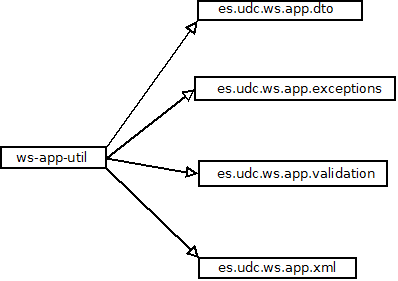 es.udc.ws.app.dto
es.udc.ws.app.exceptions
ws-app-util
es.udc.ws.app.validation
es.udc.ws.app.xml